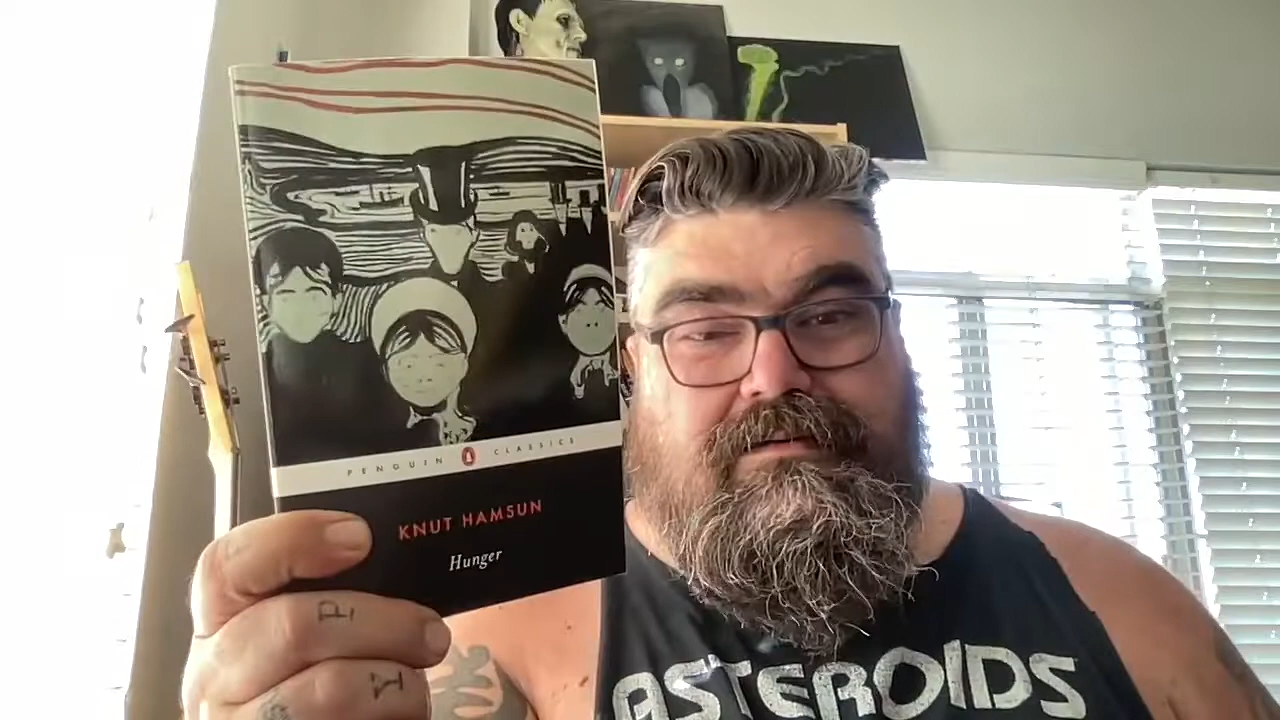 PENGUIN CLASSICS
KNUT HAMSUN
Hunger
P
Y
ASTEROIDS